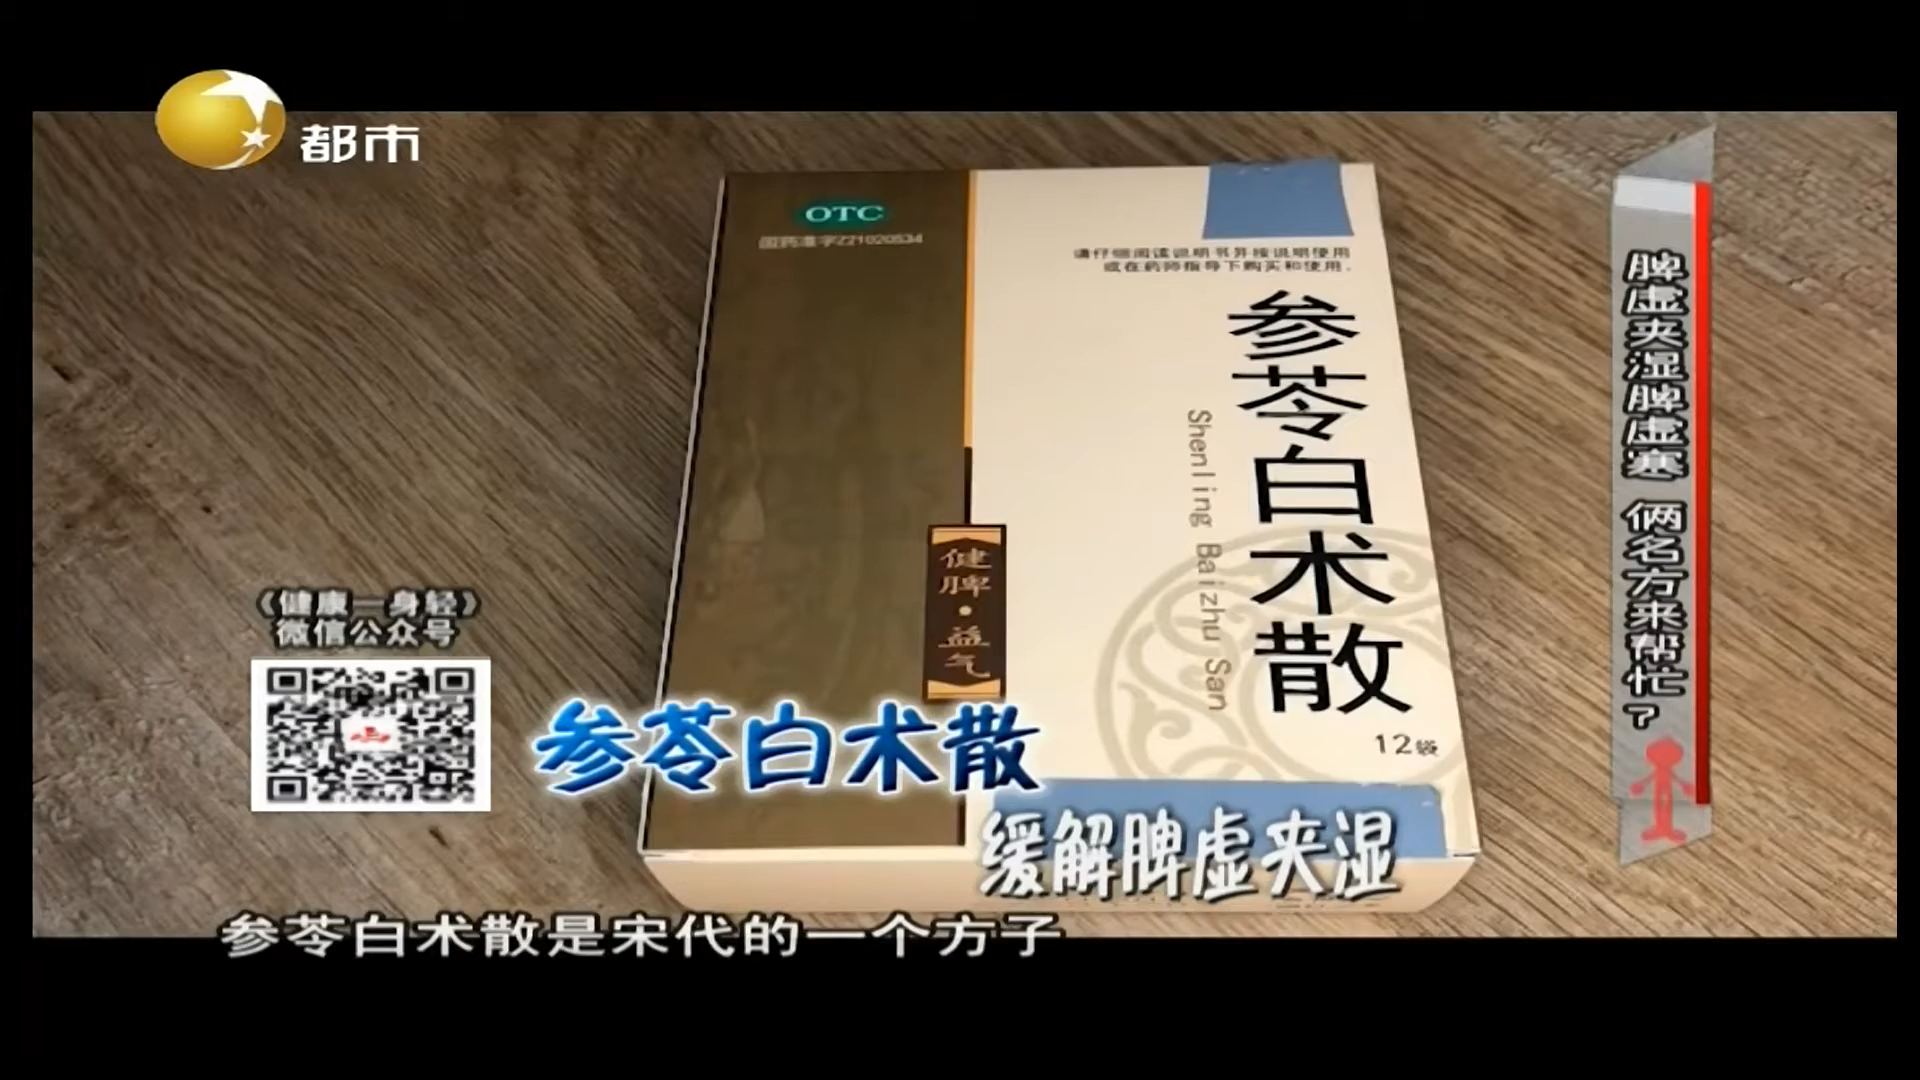 都市
OTC
国药准字Z21020534
请仔细阅读说明书并按说明使用
或在药师指导下购买和使用。
参苓白术散
Shenling Baizhu San
健脾·益气
12袋
脾虚夹湿脾虚寒 俩名方来帮忙？
《健康一身轻》
微信公众号
参苓白术散
缓解脾虚夹湿
参苓白术散是宋代的一个方子